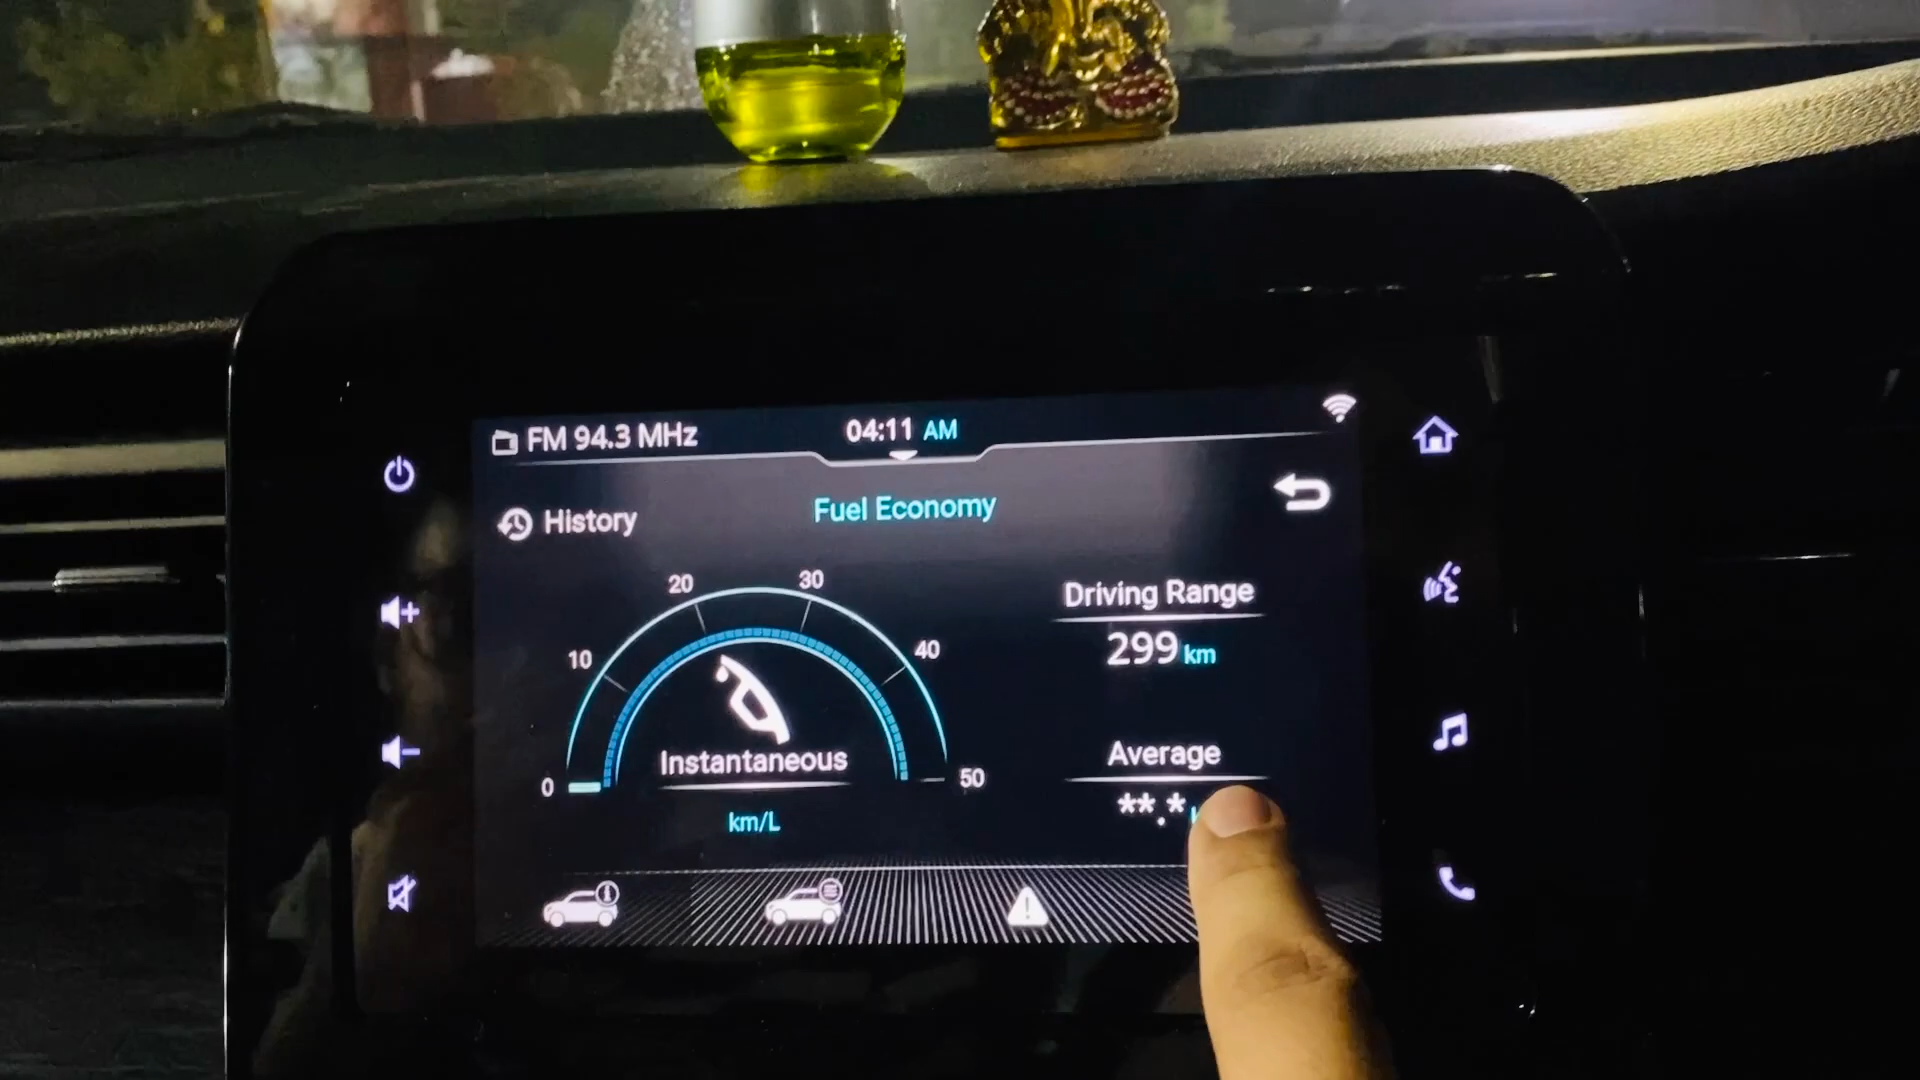 FM 94.3 MHz
04:11 AM
History
Fuel Economy
0
10
20
30
40
50
Instantaneous
km/L
Driving Range
299 km
Average
**.*